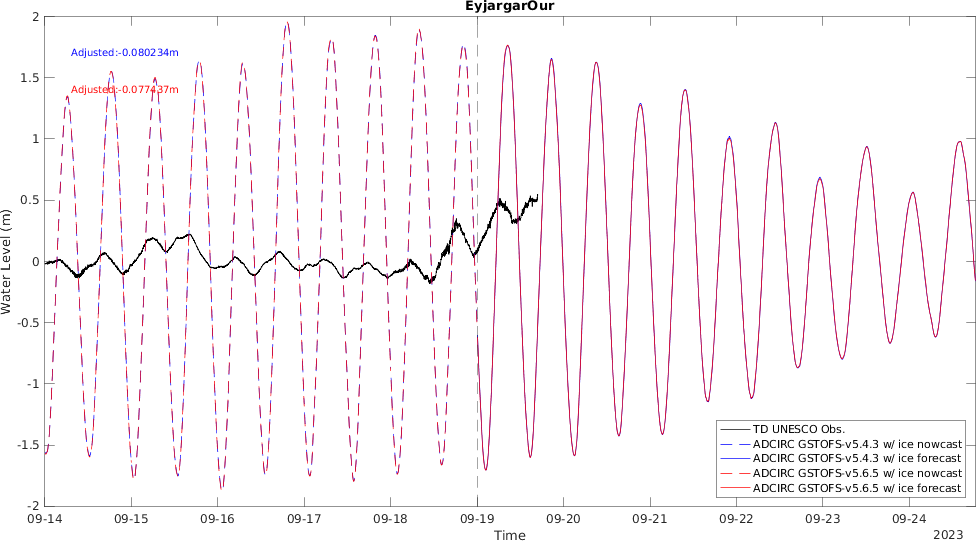 EyjargarOur
2
1.5
1
0.5
0
-0.5
-1
-1.5
-2
Water Level (m)
Adjusted:-0.080234m
Adjusted:-0.077437m
TD UNESCO Obs.
ADCIRC GSTOFS-v5.4.3 w/ ice nowcast
ADCIRC GSTOFS-v5.4.3 w/ ice forecast
ADCIRC GSTOFS-v5.6.5 w/ ice nowcast
ADCIRC GSTOFS-v5.6.5 w/ ice forecast
09-14 09-15 09-16 09-17 09-18 09-19 09-20 09-21 09-22 09-23 09-24
Time
2023